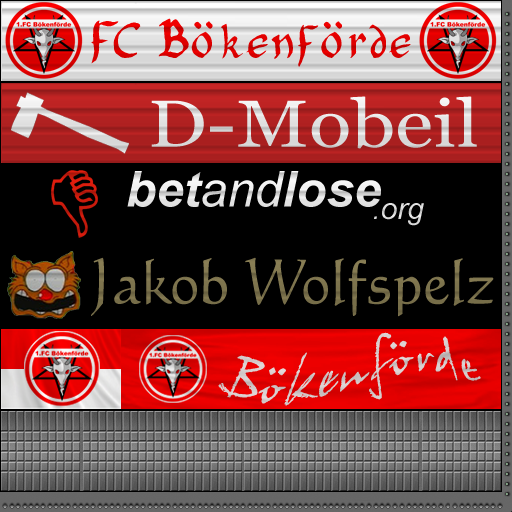 1.FC Bökenförde
FC Bökenförde
1.FC Bökenförde
D-Mobeil
betandlose.org
Jakob Wolfspelz
1.FC Bökenförde
1.FC Bökenförde
Bökenförde